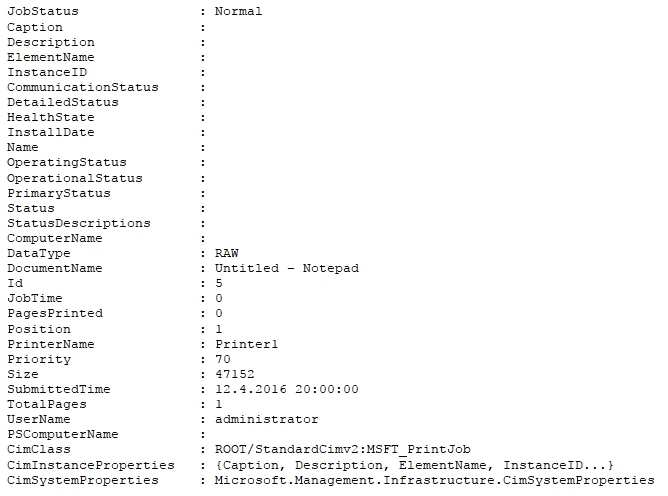 JobStatus : Normal
Caption :
Description :
ElementName :
InstanceID :
CommunicationStatus :
DetailedStatus :
HealthState :
InstallDate :
Name :
OperatingStatus :
OperationalStatus :
PrimaryStatus :
Status :
StatusDescriptions :
ComputerName :
DataType : RAW
DocumentName : Untitled - Notepad
Id : 5
JobTime : 0
PagesPrinted : 0
Position : 1
PrinterName : Printer1
Priority : 70
Size : 47152
SubmittedTime : 12.4.2016 20:00:00
TotalPages : 1
UserName : administrator
PSComputerName :
CimClass : ROOT/StandardCimv2:MSFT_PrintJob
CimInstanceProperties : {Caption, Description, ElementName, InstanceID...}
CimSystemProperties : Microsoft.Management.Infrastructure.CimSystemProperties